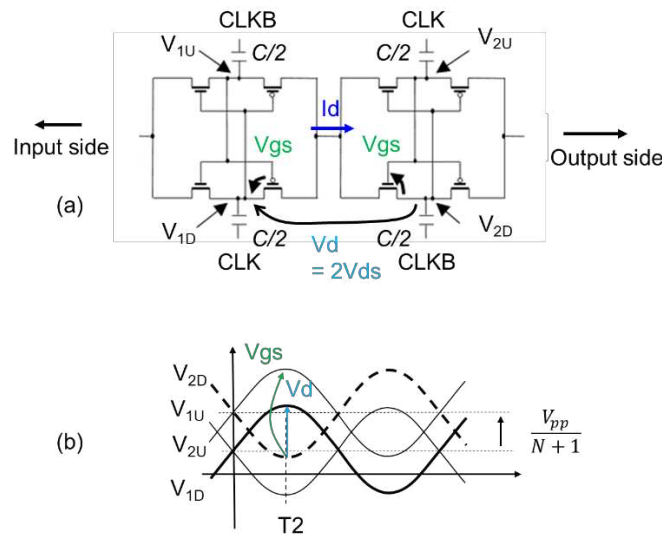 CLKB
CLK
V1U
C/2
C/2
V2U
Id
Vgs
Vgs
Input side
Output side
(a)
V1D
C/2
Vd
= 2Vds
C/2
V2D
CLK
CLKB
Vgs
V2D
Vd
V1U
(b)
V2U
Vpp
N + 1
V1D
T2